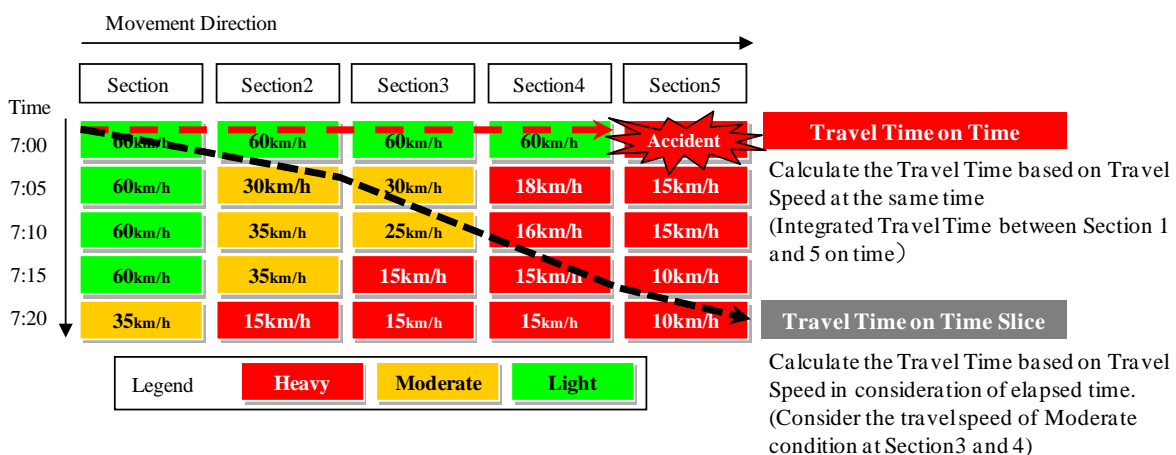 Movement Direction
Section Section2 Section3 Section4 Section5
Time
7:00 60km/h 60km/h 60km/h 60km/h Accident
7:05 60km/h 30km/h 30km/h 18km/h 15km/h
7:10 60km/h 35km/h 25km/h 16km/h 15km/h
7:15 60km/h 35km/h 15km/h 15km/h 10km/h
7:20 35km/h 15km/h 15km/h 15km/h 10km/h
Legend Heavy Moderate Light
Travel Time on Time
Calculate the Travel Time based on Travel
Speed at the same time
(Integrated Travel Time between Section 1
and 5 on time)
Travel Time on Time Slice
Calculate the Travel Time based on Travel
Speed in consideration of elapsed time.
(Consider the travel speed of Moderate
condition at Section3 and 4)